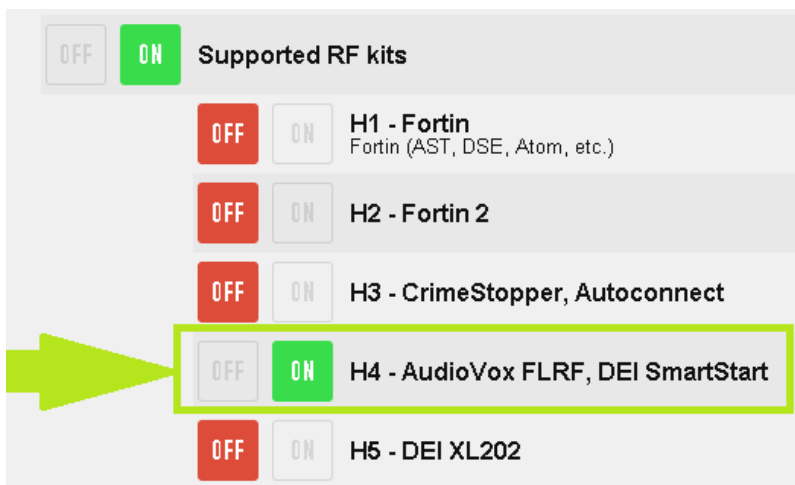 OFF ON Supported RF kits
OFF ON H1 - Fortin
Fortin (AST, DSE, Atom, etc.)
OFF ON H2 - Fortin 2
OFF ON H3 - CrimeStopper, Autoconnect
OFF ON H4 - AudioVox FLRF, DEI SmartStart
OFF ON H5 - DEI XL202